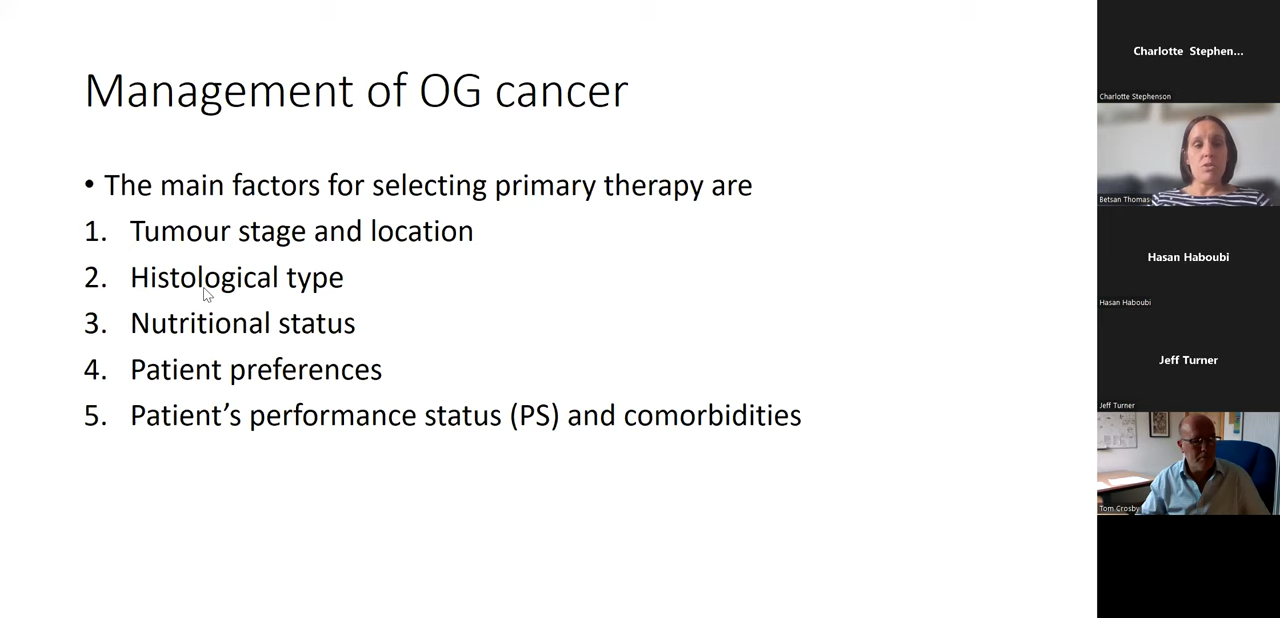 Management of OG cancer
• The main factors for selecting primary therapy are
1. Tumour stage and location
2. Histological type
3. Nutritional status
4. Patient preferences
5. Patient’s performance status (PS) and comorbidities
Charlotte Stephen...
Charlotte Stephenson
Betsan Thomas
Hasan Haboubi
Hasan Haboubi
Jeff Turner
Jeff Turner
Tom Crosby